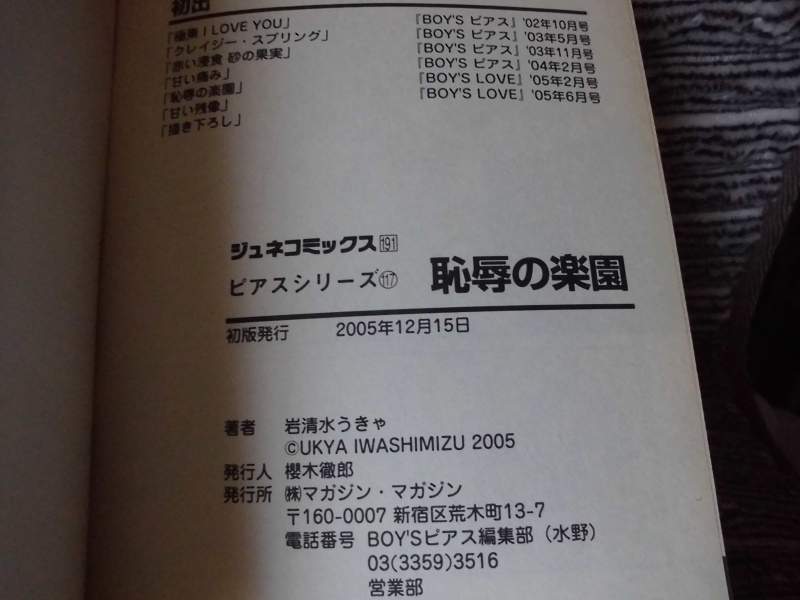 初出
「極楽 I LOVE YOU」 『BOY'S ピアス』'02年10月号
「クレイジー・スプリング」 『BOY'S ピアス』'03年5月号
「赤い浸食 砂の果実」 『BOY'S ピアス』'03年11月号
「甘い痛み」 『BOY'S ピアス』'04年2月号
「恥辱の楽園」 『BOY'S LOVE』'05年2月号
「甘い残像」 『BOY'S LOVE』'05年6月号
「描き下ろし」
ジュネコミックス191
ピアスシリーズ117 恥辱の楽園
初版発行 2005年12月15日
著者 岩清水うきゃ
©UKYA IWASHIMIZU 2005
発行人 櫻木徹郎
発行所 ㈱マガジン・マガジン
〒160-0007 新宿区荒木町13-7
電話番号 BOY'Sピアス編集部（水野）
03(3359)3516
営業部